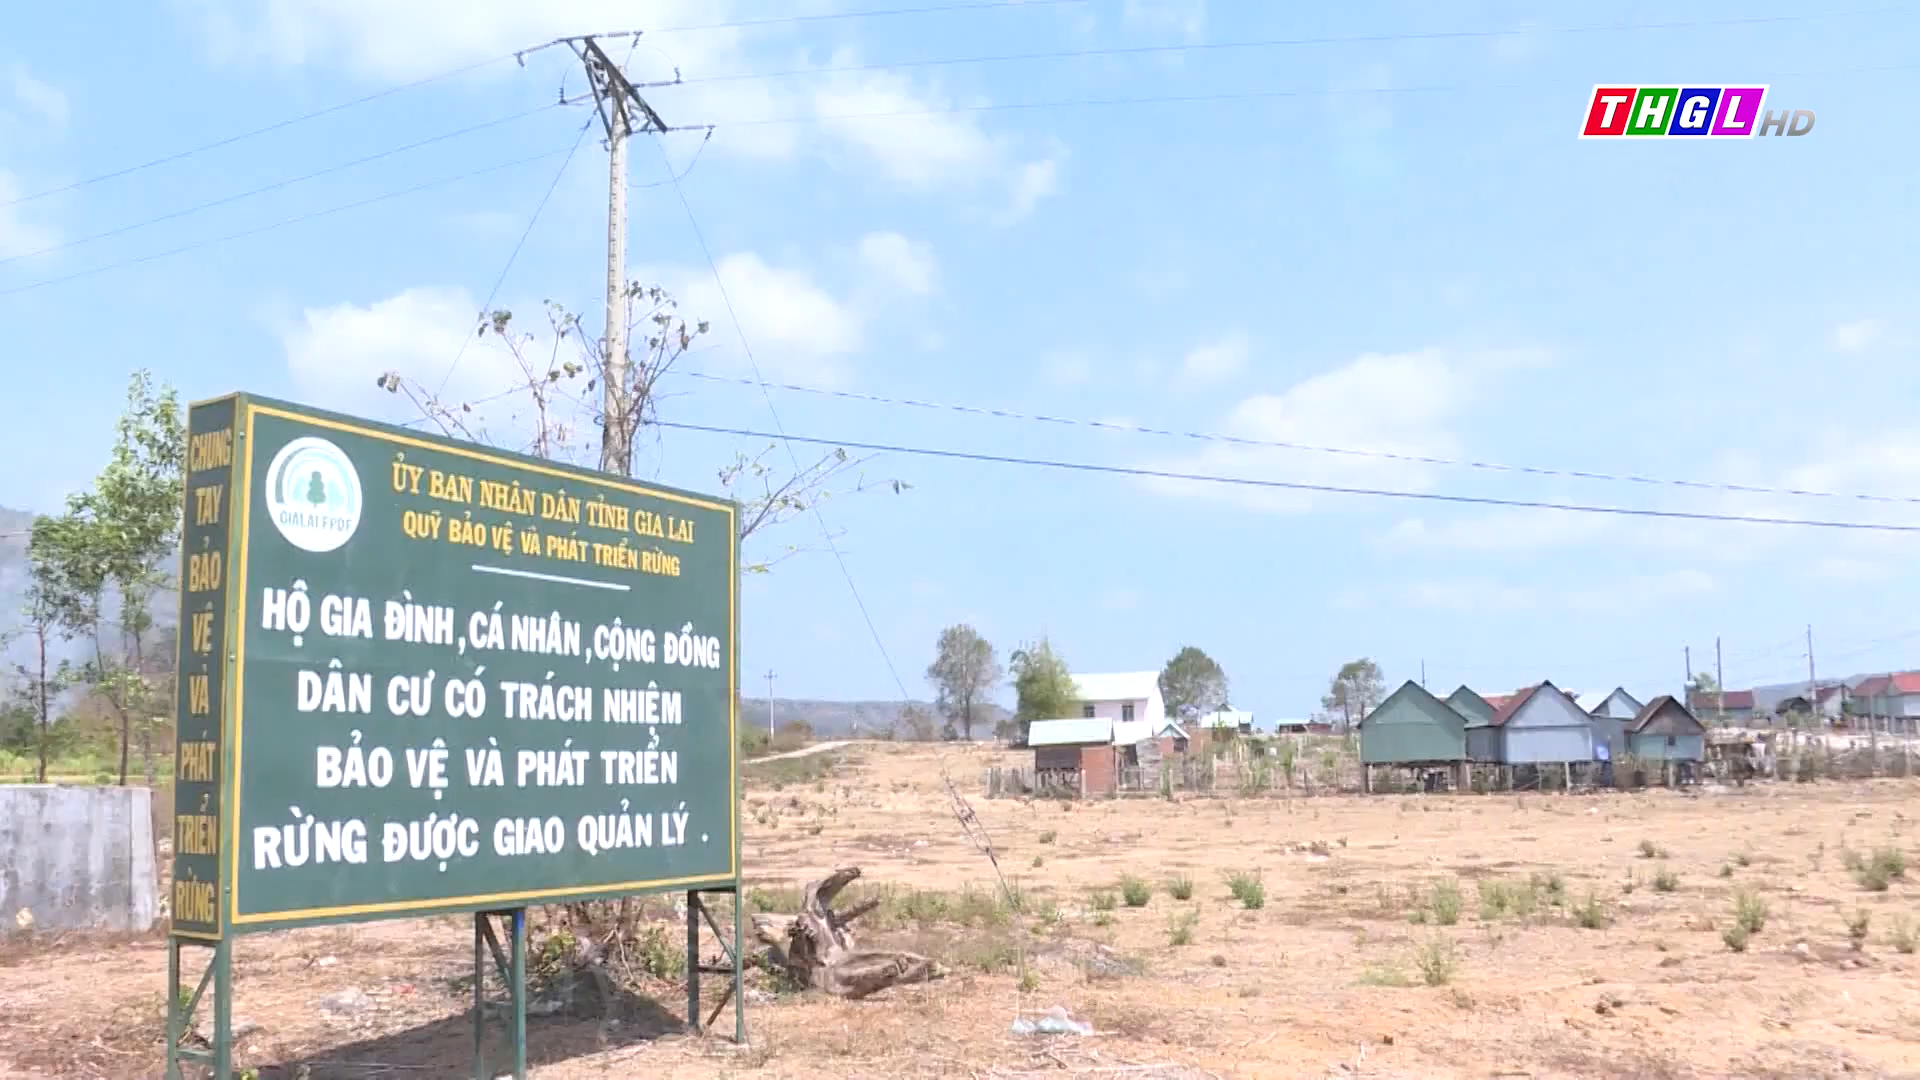 THGL HD
CHUNG
TAY
BẢO
VỆ
VÀ
PHÁT
TRIỂN
RỪNG
GIALAI FPDF
ỦY BAN NHÂN DÂN TỈNH GIA LAI
QUỸ BẢO VỆ VÀ PHÁT TRIỂN RỪNG
HỘ GIA ĐÌNH, CÁ NHÂN, CỘNG ĐỒNG
DÂN CƯ CÓ TRÁCH NHIỆM
BẢO VỆ VÀ PHÁT TRIỂN
RỪNG ĐƯỢC GIAO QUẢN LÝ.